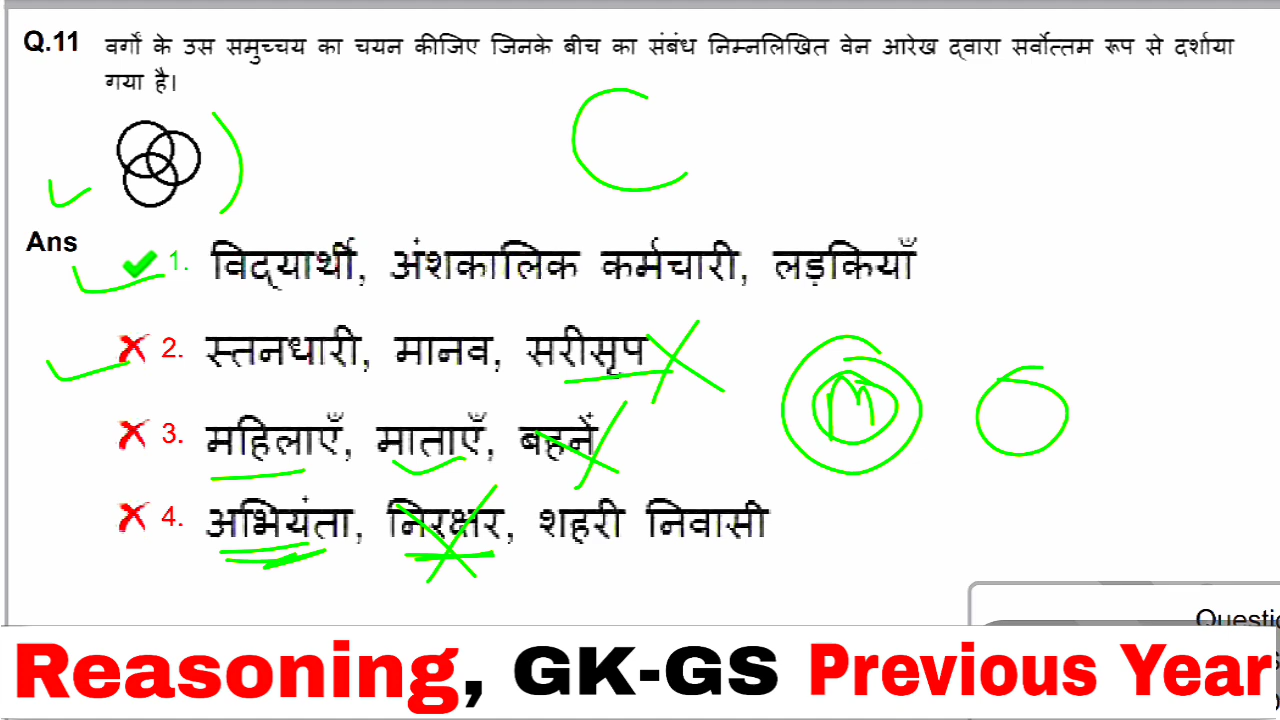 Q.11 वर्गों के उस समुच्चय का चयन कीजिए जिनके बीच का संबंध निम्नलिखित वेन आरेख द्वारा सर्वोत्तम रूप से दर्शाया
गया है।
Ans
1. विद्यार्थी, अंशकालिक कर्मचारी, लड़कियाँ
2. स्तनधारी, मानव, सरीसृप
M
3. महिलाएँ, माताएँ, बहनें
4. अभियंता, निरक्षर, शहरी निवासी
Reasoning, GK-GS Previous Year